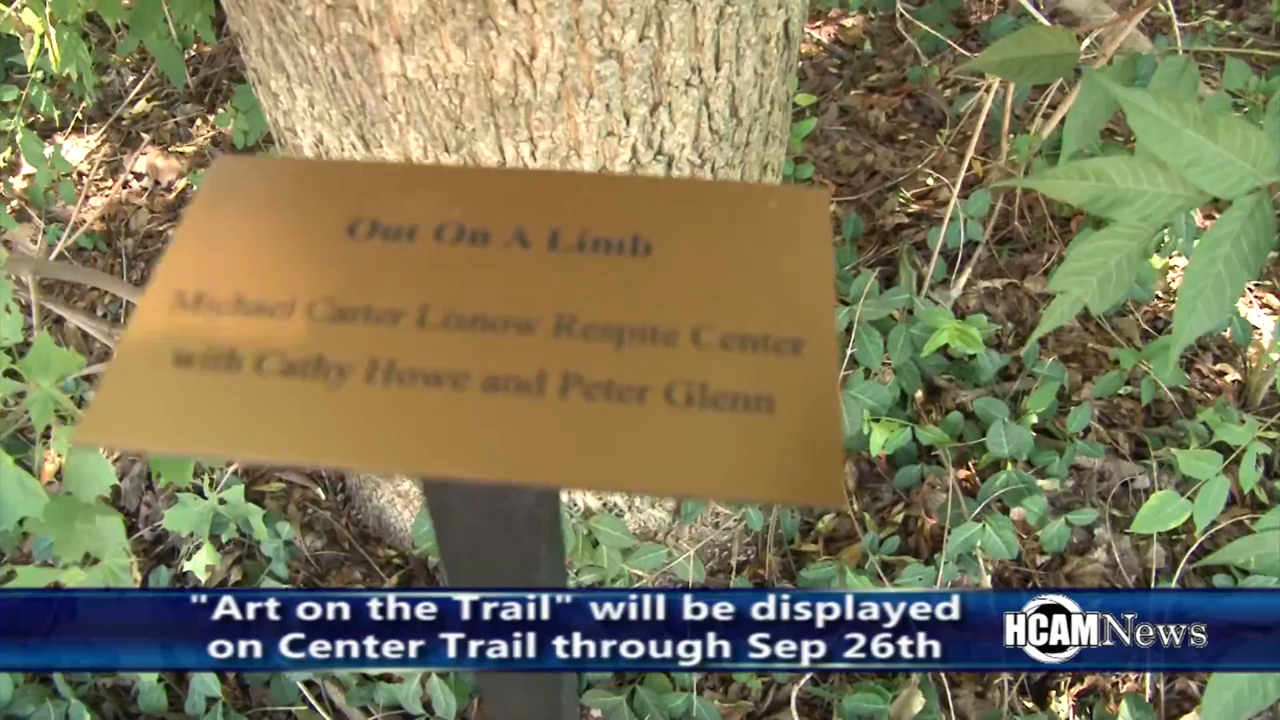 Out On A Limb
Michael Carter Lisnow Respite Center
with Cathy Howe and Peter Glenn
"Art on the Trail" will be displayed
on Center Trail through Sep 26th
HCAMNews